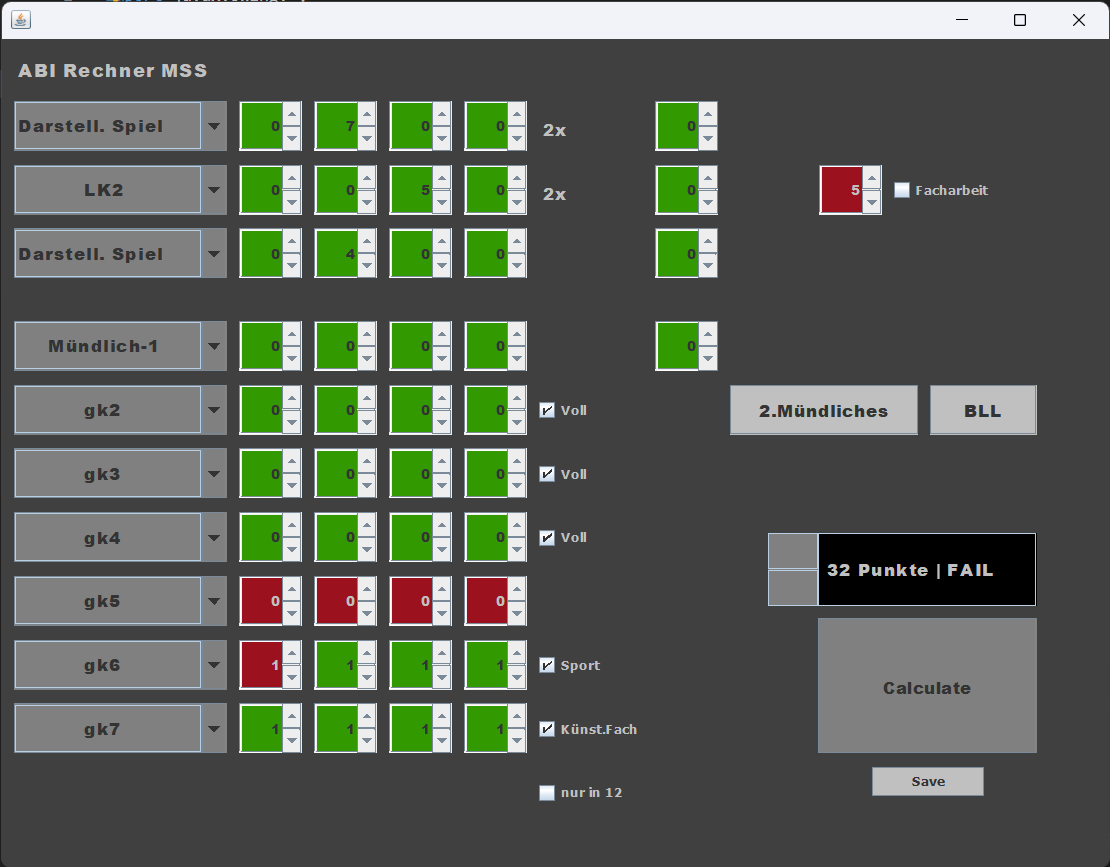 ABI Rechner MSS
Darstell. Spiel 0 7 0 0 2x 0
LK2 0 0 5 0 2x 0 5 Facharbeit
Darstell. Spiel 0 4 0 0 0
Mündlich-1 0 0 0 0 0
gk2 0 0 0 0 Voll 2.Mündliches BLL
gk3 0 0 0 0 Voll
gk4 0 0 0 0 Voll
32 Punkte | FAIL
gk5 0 0 0 0
gk6 1 1 1 1 Sport
Calculate
gk7 1 1 1 1 Künst.Fach
Save
nur in 12